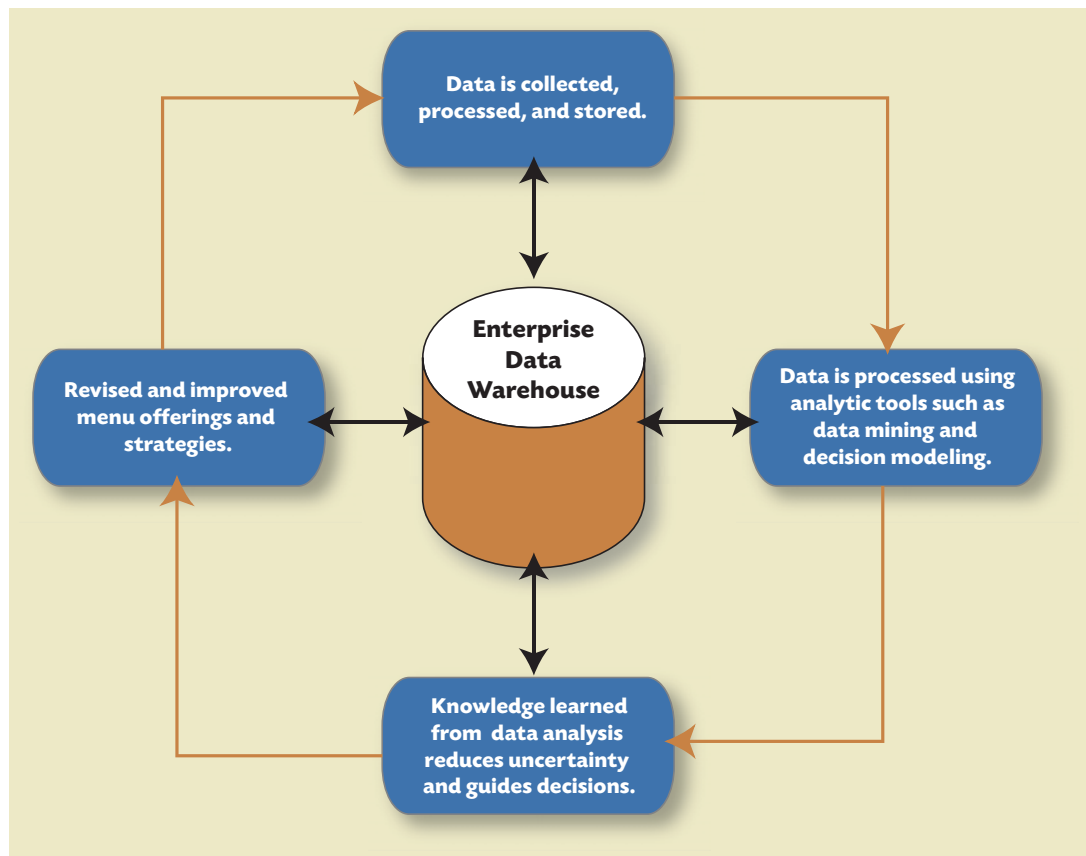 Data is collected,
processed, and stored.
Enterprise
Data
Warehouse
Revised and improved
menu offerings and
strategies.
Data is processed using
analytic tools such as
data mining and
decision modeling.
Knowledge learned
from data analysis
reduces uncertainty
and guides decisions.